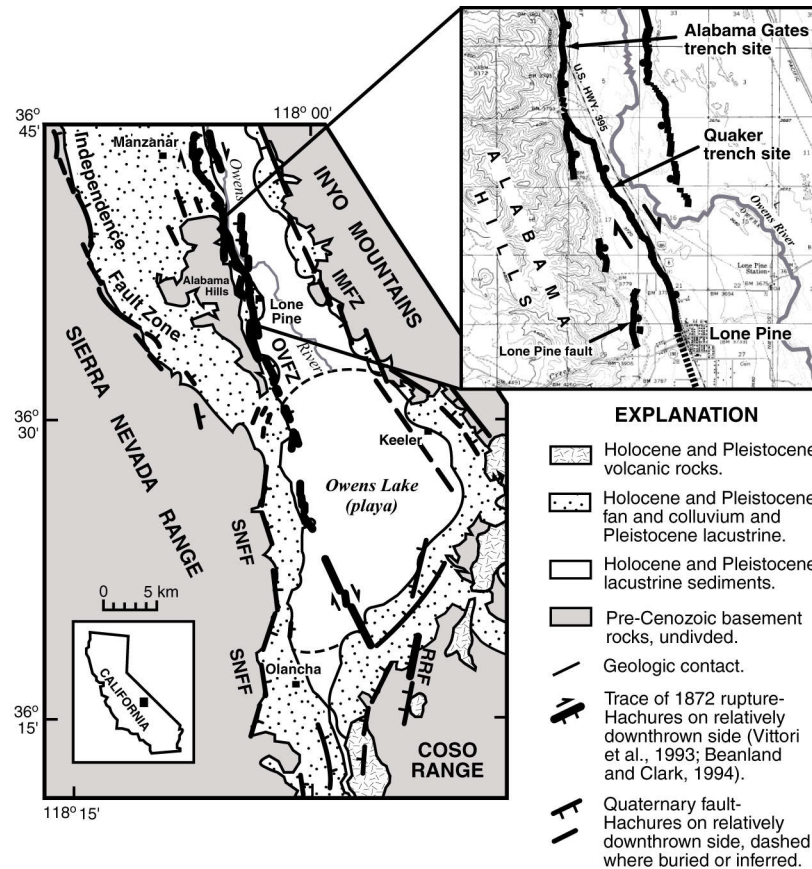 36°
45'
118° 00'
Manzanar
Independence
Fault Zone
Owens
River
INYO MOUNTAINS
IMFZ
Alabama
Hills
Lone
Pine
OVFZ
SIERRA NEVADA RANGE
36°
30'
Keeler
Owens Lake
(playa)
SNFF
0 5 km
CALIFORNIA
SNFF
Olancha
RRF
36°
15'
COSO
RANGE
118° 15'
Alabama Gates
trench site
U.S. HWY. 395
Quaker
trench site
ALABAMA
HILLS
Owens River
Lone Pine
Station
Lone Pine
Lone Pine fault
EXPLANATION
Holocene and Pleistocene
volcanic rocks.
Holocene and Pleistocene
fan and colluvium and
Pleistocene lacustrine.
Holocene and Pleistocene
lacustrine sediments.
Pre-Cenozoic basement
rocks, undivded.
Geologic contact.
Trace of 1872 rupture-
Hachures on relatively
downthrown side (Vittori
et al., 1993; Beanland
and Clark, 1994).
Quaternary fault-
Hachures on relatively
downthrown side, dashed
where buried or inferred.